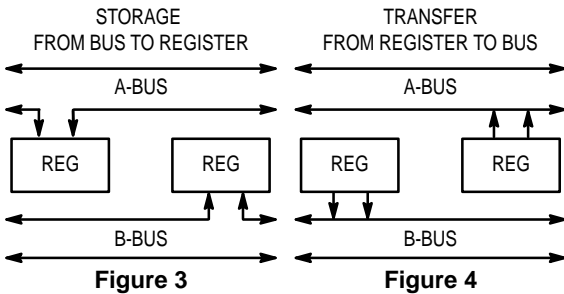 STORAGE
FROM BUS TO REGISTER
A-BUS
REG
REG
B-BUS
Figure 3
TRANSFER
FROM REGISTER TO BUS
A-BUS
REG
REG
B-BUS
Figure 4